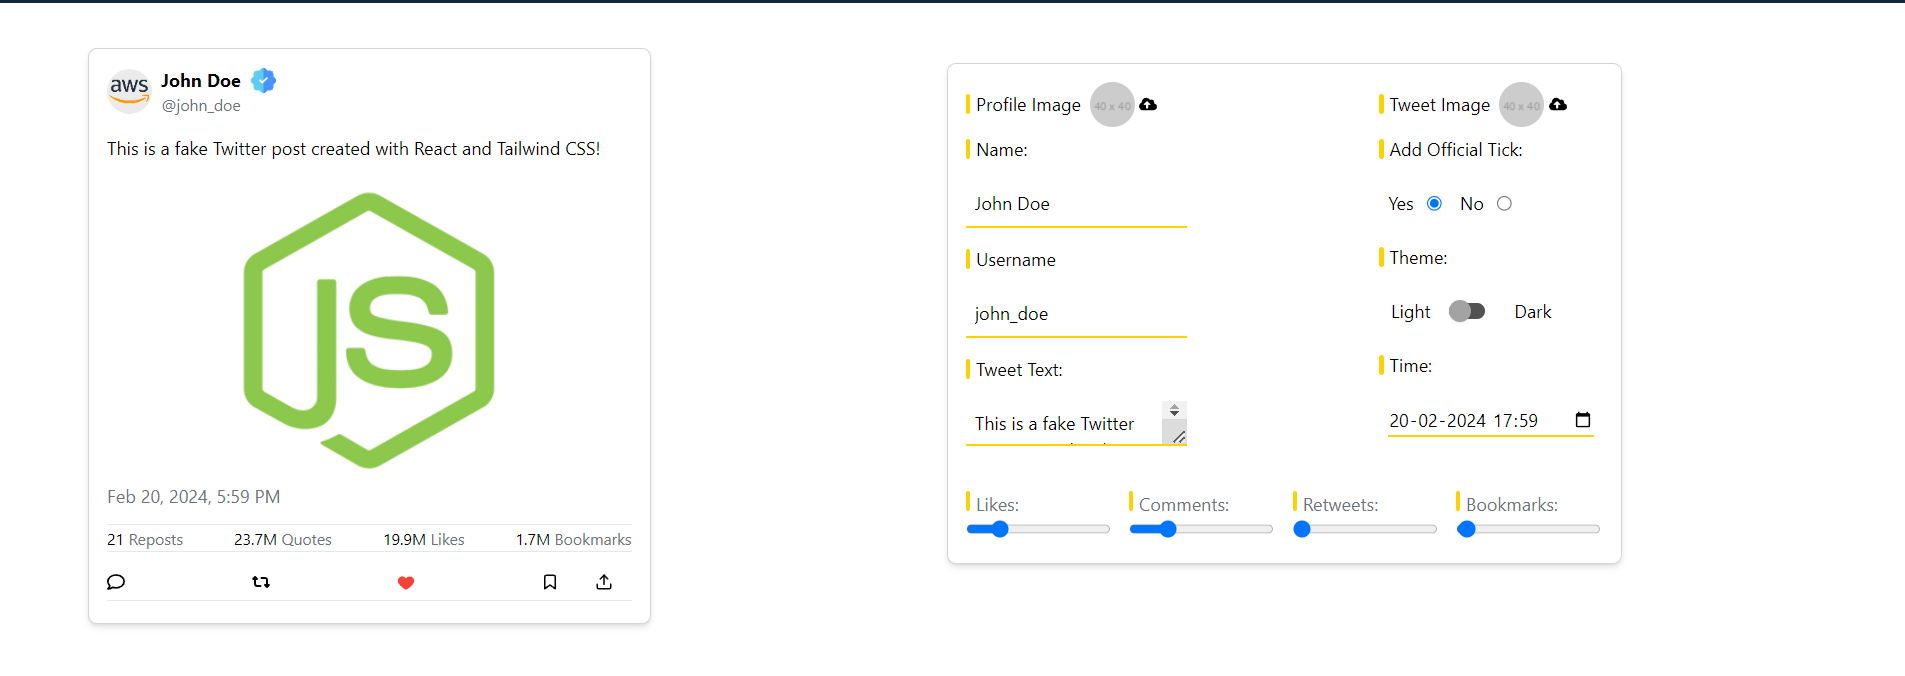 aws
John Doe
@john_doe
This is a fake Twitter post created with React and Tailwind CSS!
JS
Feb 20, 2024, 5:59 PM
21 Reposts 23.7M Quotes 19.9M Likes 1.7M Bookmarks
Profile Image 40 x 40
Name:
John Doe
Username
john_doe
Tweet Text:
This is a fake Twitter
Tweet Image 40 x 40
Add Official Tick:
Yes No
Theme:
Light Dark
Time:
20-02-2024 17:59
Likes: Comments: Retweets: Bookmarks: